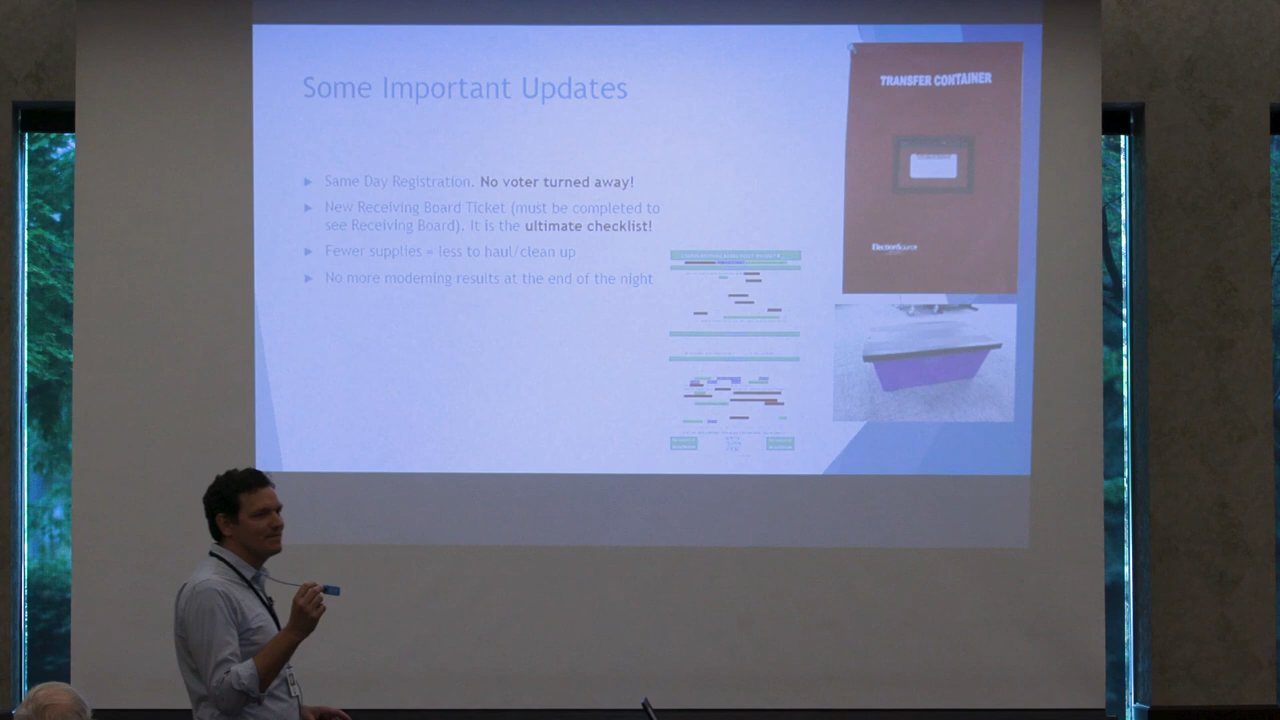 Some Important Updates
TRANSFER CONTAINER
ElectionSource
Same Day Registration. No voter turned away!
New Receiving Board Ticket (must be completed to
see Receiving Board). It is the ultimate checklist!
Fewer supplies = less to haul/clean up
No more modeming results at the end of the night